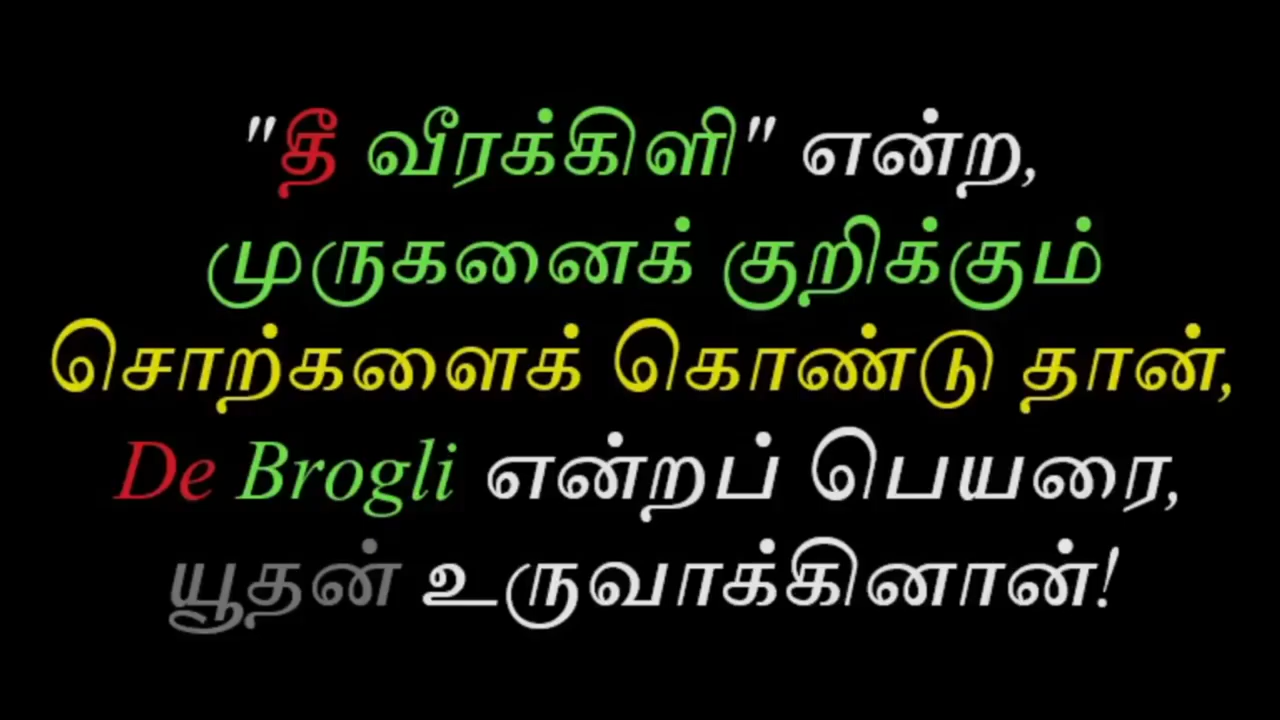 "தீ வீரக்கிளி" என்ற,
முருகனைக் குறிக்கும்
சொற்களைக் கொண்டு தான்,
De Brogli என்றப் பெயரை,
யூதன் உருவாக்கினான்!